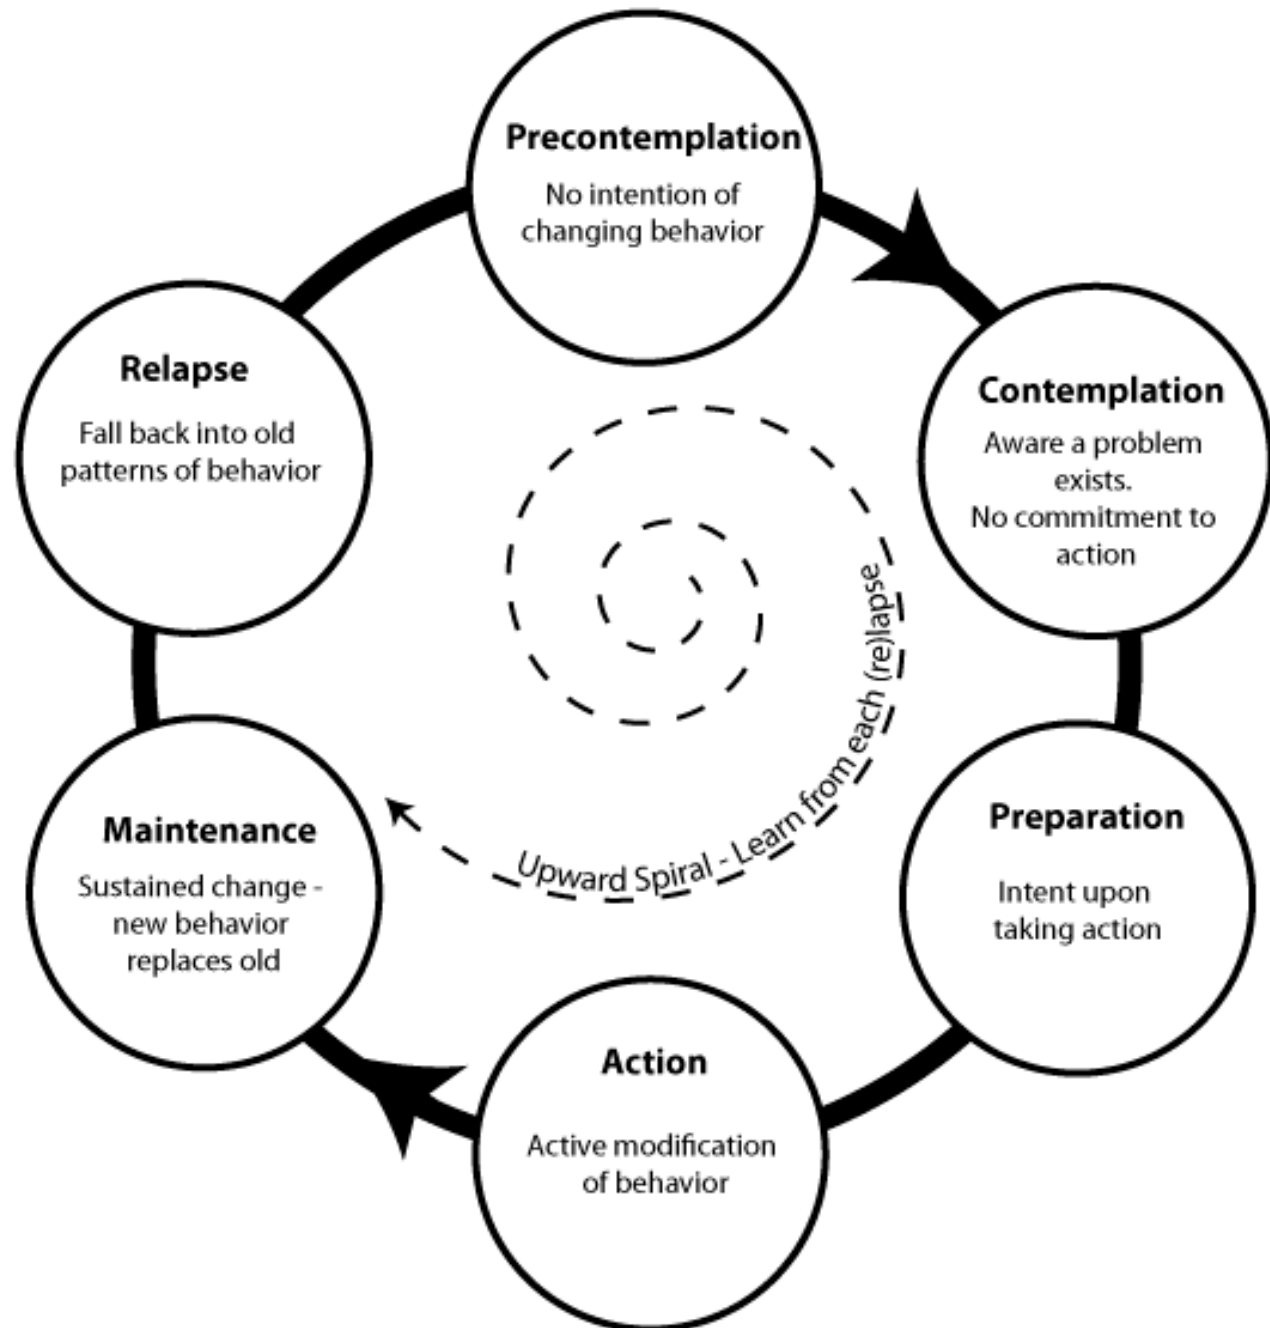 Precontemplation
No intention of
changing behavior
Contemplation
Aware a problem
exists.
No commitment to
action
Preparation
Intent upon
taking action
Action
Active modification
of behavior
Maintenance
Sustained change -
new behavior
replaces old
Relapse
Fall back into old
patterns of behavior
Upward Spiral - Learn from each (re)lapse